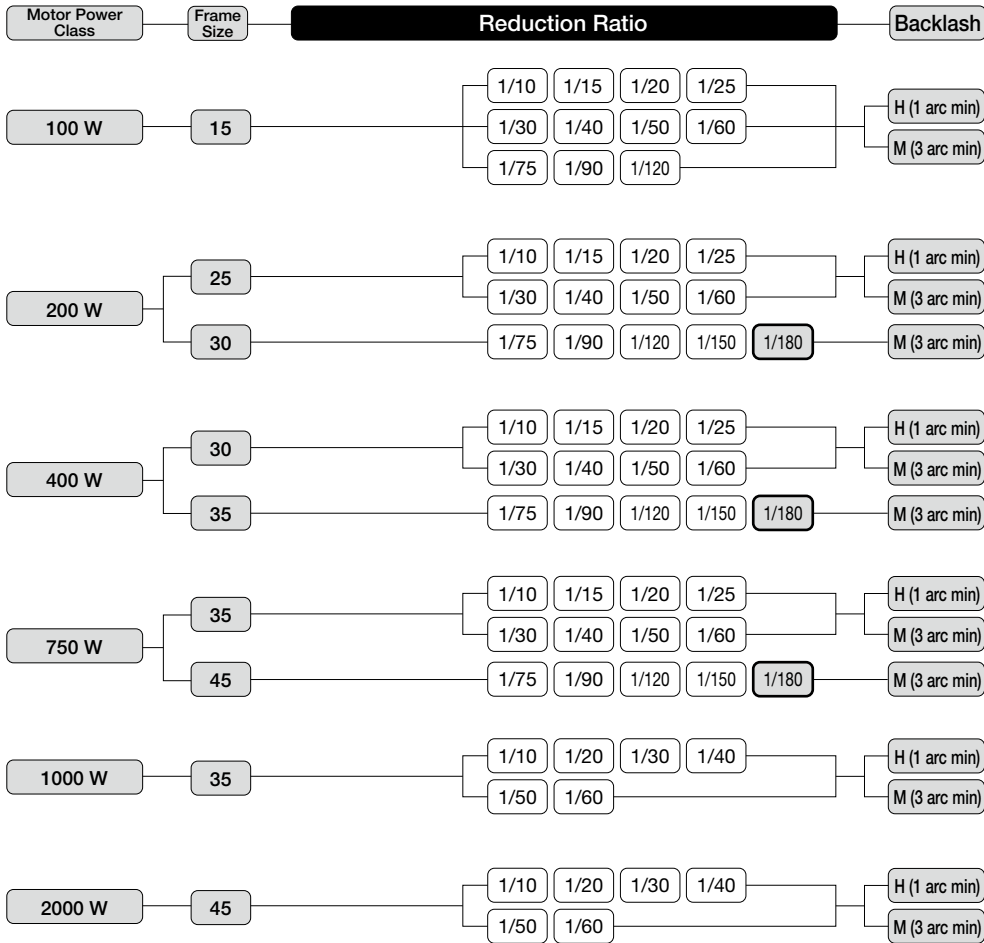 Motor Power Class Frame Size Reduction Ratio Backlash
1/10 1/15 1/20 1/25
H (1 arc min)
100 W 15 1/30 1/40 1/50 1/60
M (3 arc min)
1/75 1/90 1/120
1/10 1/15 1/20 1/25 H (1 arc min)
25
1/30 1/40 1/50 1/60 M (3 arc min)
200 W
30 1/75 1/90 1/120 1/150 1/180 M (3 arc min)
1/10 1/15 1/20 1/25 H (1 arc min)
30
1/30 1/40 1/50 1/60 M (3 arc min)
400 W
35 1/75 1/90 1/120 1/150 1/180 M (3 arc min)
1/10 1/15 1/20 1/25 H (1 arc min)
35
1/30 1/40 1/50 1/60 M (3 arc min)
750 W
45 1/75 1/90 1/120 1/150 1/180 M (3 arc min)
1/10 1/20 1/30 1/40 H (1 arc min)
1000 W 35
1/50 1/60 M (3 arc min)
1/10 1/20 1/30 1/40 H (1 arc min)
2000 W 45
1/50 1/60 M (3 arc min)